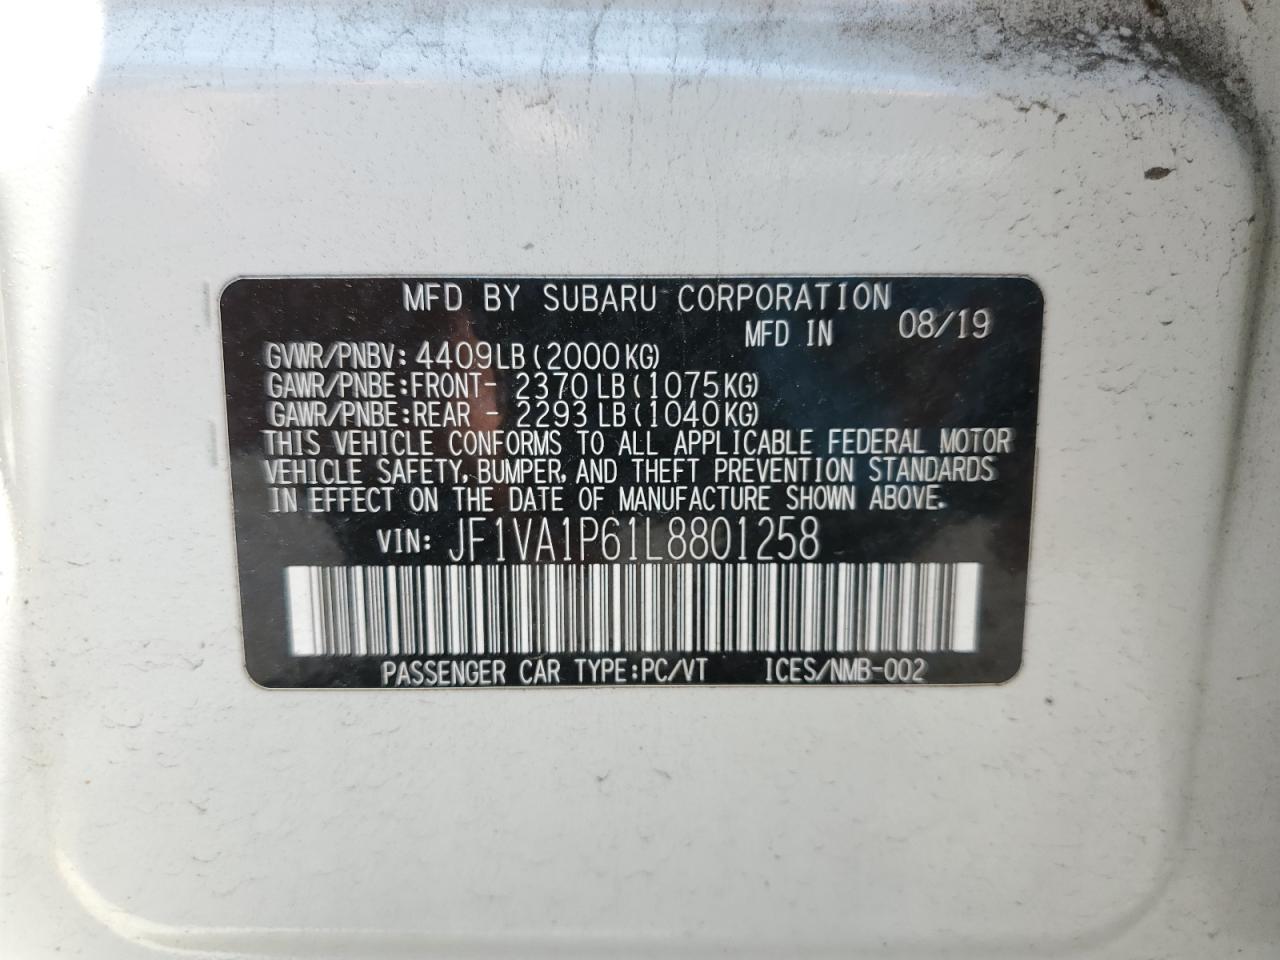 MFD BY SUBARU CORPORATION
MFD IN 08/19
GVWR/PNBV: 4409LB(2000KG)
GAWR/PNBE:FRONT- 2370LB(1075KG)
GAWR/PNBE:REAR - 2293LB(1040KG)
THIS VEHICLE CONFORMS TO ALL APPLICABLE FEDERAL MOTOR
VEHICLE SAFETY, BUMPER, AND THEFT PREVENTION STANDARDS
IN EFFECT ON THE DATE OF MANUFACTURE SHOWN ABOVE.
VIN: JF1VA1P61L8801258
PASSENGER CAR TYPE:PC/VT ICES/NMB-002